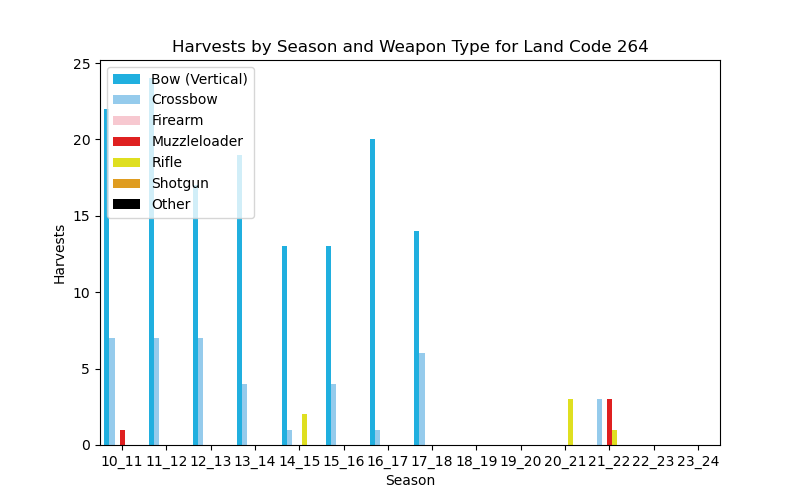 Harvests by Season and Weapon Type for Land Code 264
25
20
15
10
5
0
Harvests
Bow (Vertical)
Crossbow
Firearm
Muzzleloader
Rifle
Shotgun
Other
10_11 11_12 12_13 13_14 14_15 15_16 16_17 17_18 18_19 19_20 20_21 21_22 22_23 23_24
Season